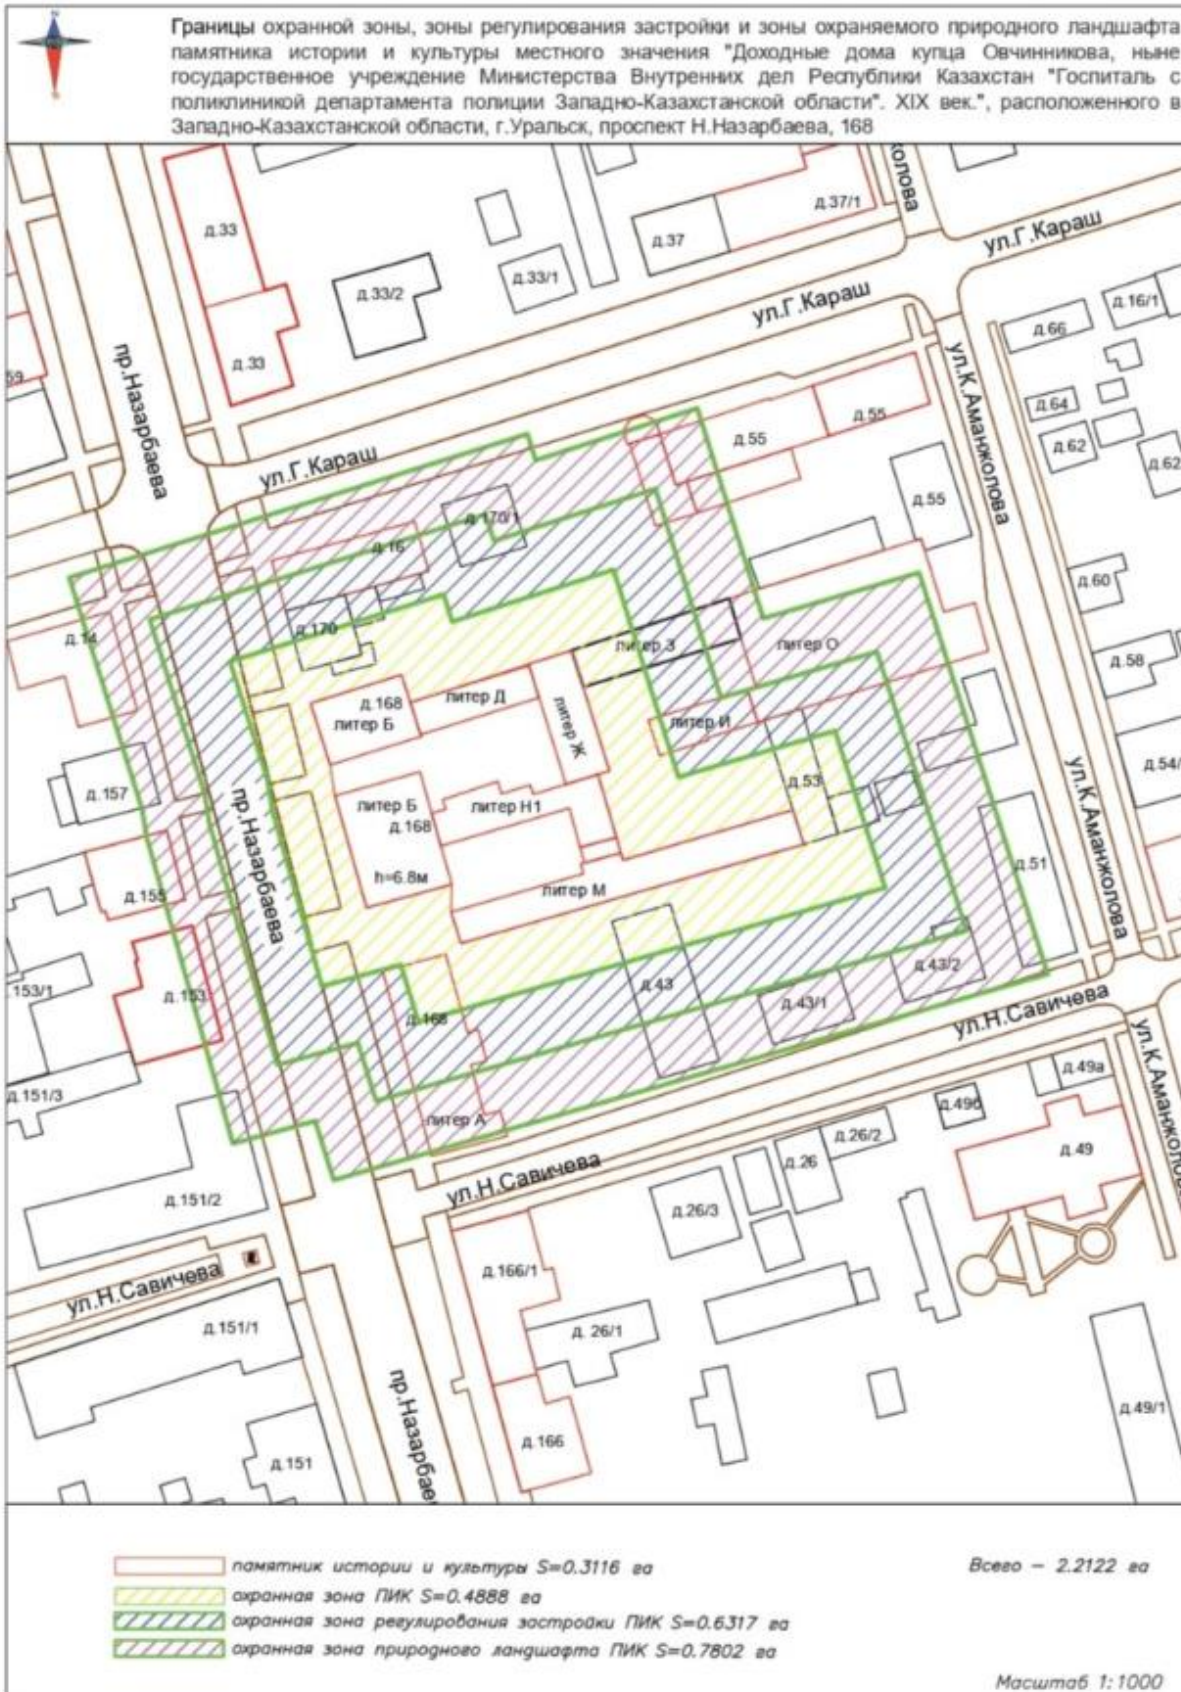 Границы охранной зоны, зоны регулирования застройки и зоны охраняемого природного ландшафта
памятника истории и культуры местного значения "Доходные дома купца Овчинникова, ныне
государственное учреждение Министерства Внутренних дел Республики Казахстан "Госпиталь с
поликлиникой департамента полиции Западно-Казахстанской области". XIX век.", расположенного в
Западно-Казахстанской области, г.Уральск, проспект Н.Назарбаева, 168
д.33
д.37/1
д.37
ул.Г.Караш
д.33/2
д.33/1
ул.Г.Караш
д.16/1
д.66
д.33
пр.Назарбаева
ул.К.Аманжолова
59
д.64
д.55
д.55
д.62
д.62
ул.Г.Караш
д.55
д.170/1
д.16
д.60
д.170
д.14
литер З
литер О
д.58
д.168
литер Б
литер Д
литер Ж
литер И
д.157
д.53
д.54/
пр.Назарбаева
литер Б
д.168
литер Н1
ул.К.Аманжолова
h=6.8м
литер М
д.155
д.51
д.153
153/1
д.43
д.43/1
д.43/2
д.168
ул.Н.Савичева
д.151/3
литер А
д.49а
д.49б
ул.К.Аманжолова
д.26/2
д.26
д.49
ул.Н.Савичева
д.151/2
д.26/3
ул.Н.Савичева
д.166/1
д.151/1
д. 26/1
пр.Назарбаев
д.49/1
д.166
д.151
памятник истории и культуры S=0.3116 га
Всего – 2.2122 га
охранная зона ПИК S=0.4888 га
охранная зона регулирования застройки ПИК S=0.6317 га
охранная зона природного ландшафта ПИК S=0.7802 га
Масштаб 1:1000